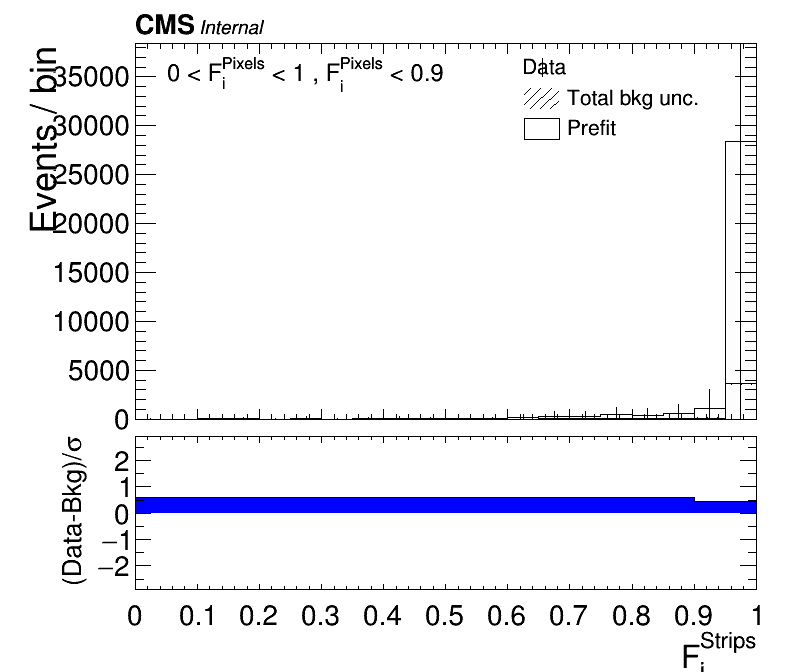 CMS Internal
0 < F_i^Pixels < 1 , F_i^Pixels < 0.9
Data
Total bkg unc.
Prefit
Events / bin
35000
30000
25000
20000
15000
10000
5000
0
(Data-Bkg)/σ
2
1
0
−1
−2
0 0.1 0.2 0.3 0.4 0.5 0.6 0.7 0.8 0.9 1
F_i^Strips